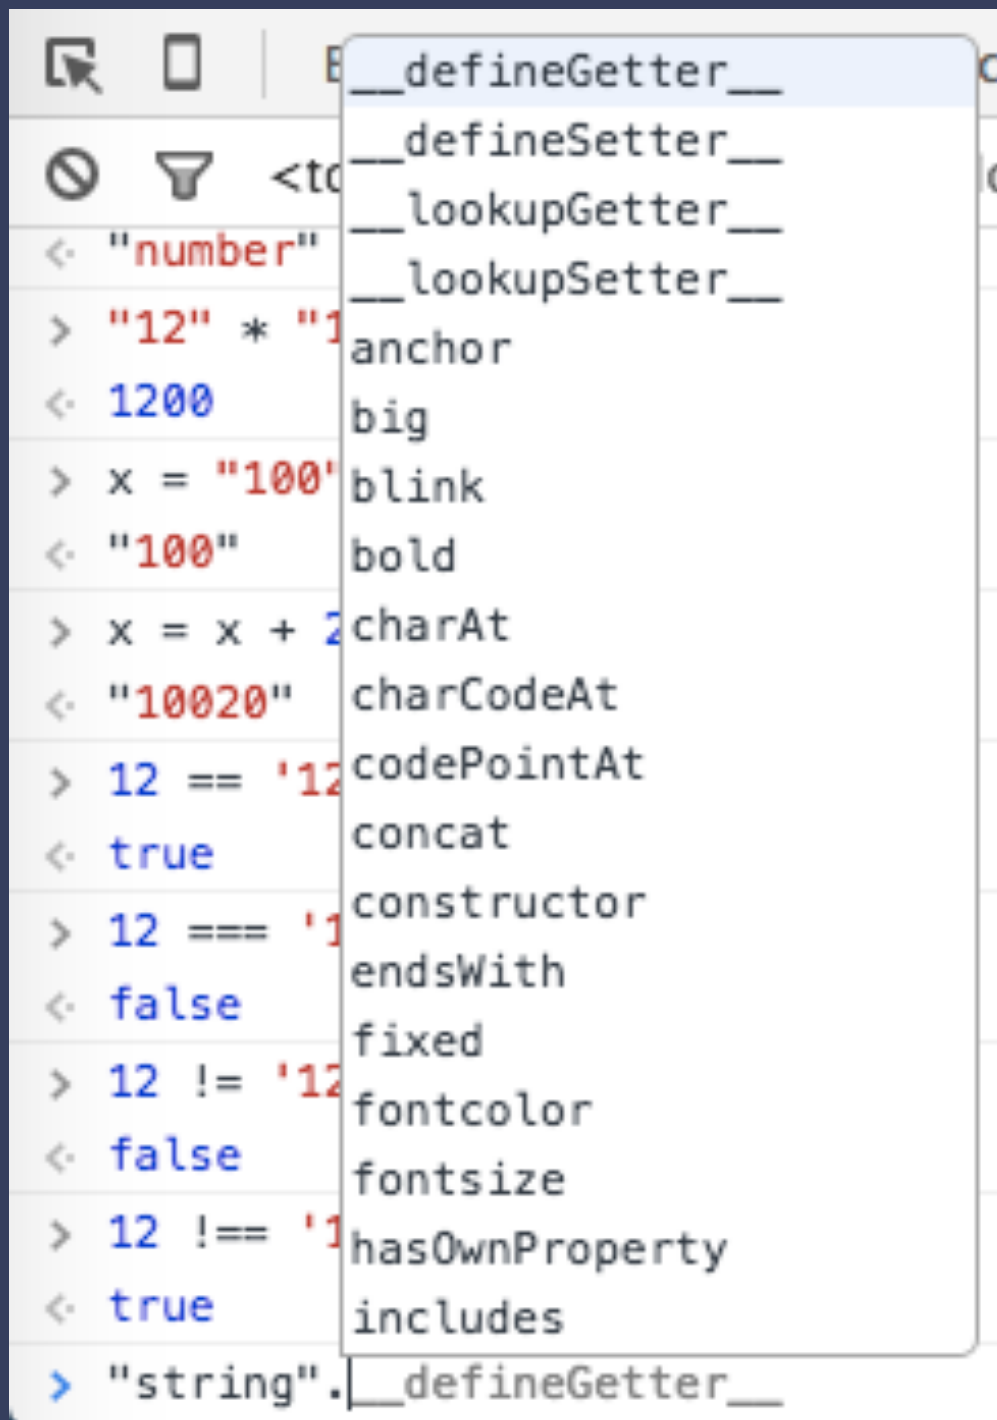 __defineGetter__
__defineSetter__
__lookupGetter__
__lookupSetter__
anchor
big
blink
bold
charAt
charCodeAt
codePointAt
concat
constructor
endsWith
fixed
fontcolor
fontsize
hasOwnProperty
includes
"number"
"12" * "1
1200
x = "100"
"100"
x = x + 2
"10020"
12 == '12
true
12 === '1
false
12 != '12
false
12 !== '1
true
"string".__defineGetter__